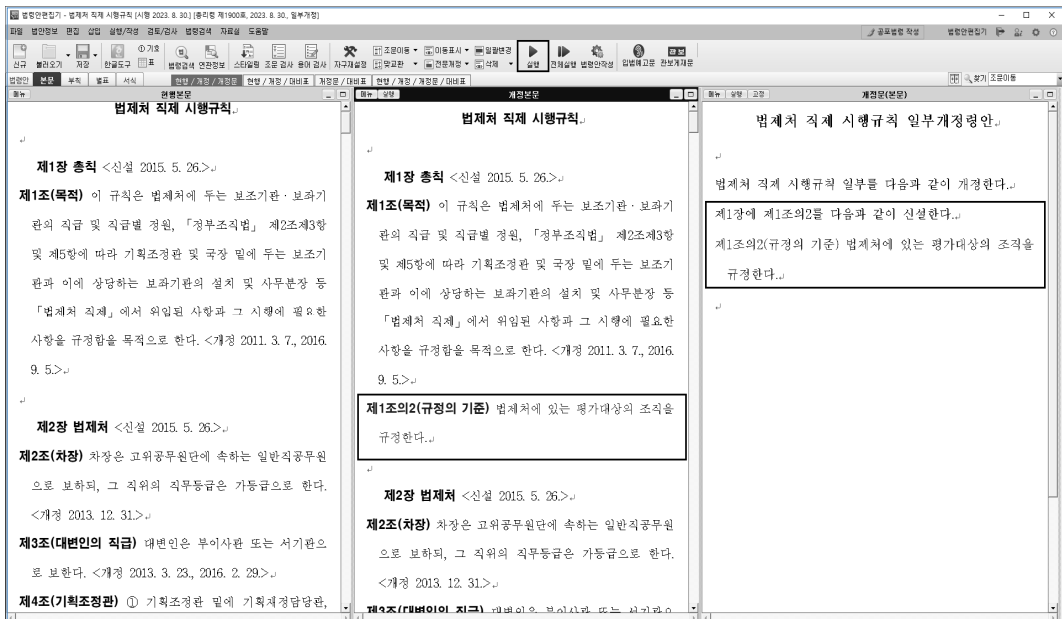 법령안편집기 - 법제처 직제 시행규칙 [시행 2023. 8. 30.] [총리령 제1900호, 2023. 8. 30., 일부개정]
파일 법안정보 편집 삽입 실행/작성 검토/검사 법령검색 자료실 도움말
공포법령 작성 법령안편집기
신규 불러오기 저장 한글도구 ①기호 표 법령검색 연관정보 스타일링 조문 검사 용어 검사 자구재설정 조문이동 맞교환 이동표시 전문개정 일괄변경 삭제 실행 전체실행 법령안작성 입법예고문 관보게재문
법령안 본문 부칙 별표 서식 현행 / 개정 / 개정문 현행 / 개정 / 대비표 개정문 / 대비표 현행 / 개정 / 개정문 / 대비표 찾기 조문이동
메뉴 현행본문
법제처 직제 시행규칙
제1장 총칙 <신설 2015. 5. 26.>
제1조(목적) 이 규칙은 법제처에 두는 보조기관·보좌기
관의 직급 및 직급별 정원, 「정부조직법」 제2조제3항
및 제5항에 따라 기획조정관 및 국장 밑에 두는 보조기
관과 이에 상당하는 보좌기관의 설치 및 사무분장 등
「법제처 직제」에서 위임된 사항과 그 시행에 필요한
사항을 규정함을 목적으로 한다. <개정 2011. 3. 7., 2016.
9. 5.>
제2장 법제처 <신설 2015. 5. 26.>
제2조(차장) 차장은 고위공무원단에 속하는 일반직공무원
으로 보하되, 그 직위의 직무등급은 가등급으로 한다.
<개정 2013. 12. 31.>
제3조(대변인의 직급) 대변인은 부이사관 또는 서기관으
로 보한다. <개정 2013. 3. 23., 2016. 2. 29.>
제4조(기획조정관) ① 기획조정관 밑에 기획재정담당관,
메뉴 실행 개정본문
법제처 직제 시행규칙
제1장 총칙 <신설 2015. 5. 26.>
제1조(목적) 이 규칙은 법제처에 두는 보조기관·보좌기
관의 직급 및 직급별 정원, 「정부조직법」 제2조제3항
및 제5항에 따라 기획조정관 및 국장 밑에 두는 보조기
관과 이에 상당하는 보좌기관의 설치 및 사무분장 등
「법제처 직제」에서 위임된 사항과 그 시행에 필요한
사항을 규정함을 목적으로 한다. <개정 2011. 3. 7., 2016.
9. 5.>
제1조의2(규정의 기준) 법제처에 있는 평가대상의 조직을
규정한다.
제2장 법제처 <신설 2015. 5. 26.>
제2조(차장) 차장은 고위공무원단에 속하는 일반직공무원
으로 보하되, 그 직위의 직무등급은 가등급으로 한다.
<개정 2013. 12. 31.>
제3조(대변인의 직급) 대변인은 부이사관 또는 서기관으
메뉴 실행 고정 개정문(본문)
법제처 직제 시행규칙 일부개정령안
법제처 직제 시행규칙 일부를 다음과 같이 개정한다.
제1장에 제1조의2를 다음과 같이 신설한다.
제1조의2(규정의 기준) 법제처에 있는 평가대상의 조직을
규정한다.